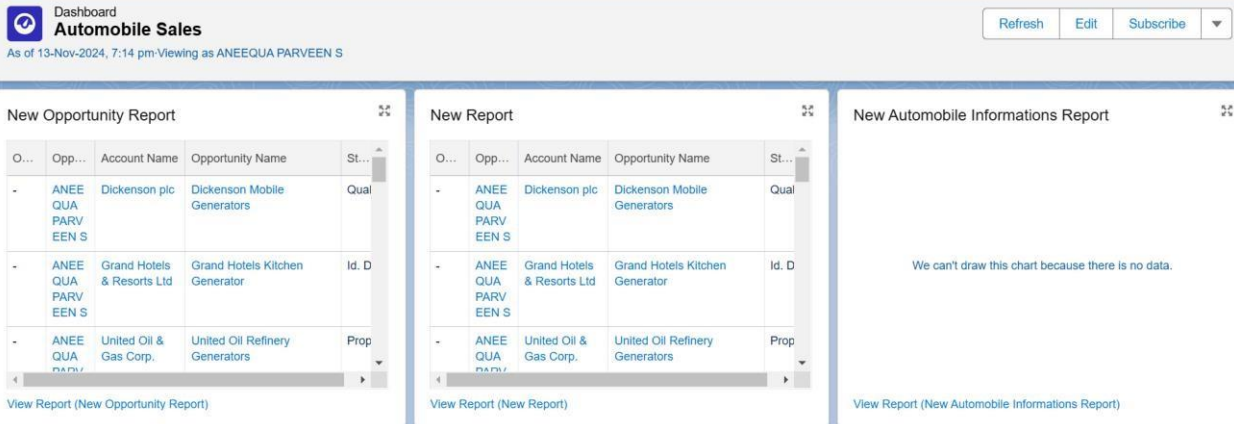 Dashboard
Automobile Sales
Refresh
Edit
Subscribe
As of 13-Nov-2024, 7:14 pm·Viewing as ANEEQUA PARVEEN S
New Opportunity Report
O... Opp... Account Name Opportunity Name St...
- ANEE Dickenson plc Dickenson Mobile Qual
QUA Generators
PARV
EEN S
- ANEE Grand Hotels Grand Hotels Kitchen Id. D
QUA & Resorts Ltd Generator
PARV
EEN S
- ANEE United Oil & United Oil Refinery Prop
QUA Gas Corp. Generators
PARV
View Report (New Opportunity Report)
New Report
O... Opp... Account Name Opportunity Name St...
- ANEE Dickenson plc Dickenson Mobile Qual
QUA Generators
PARV
EEN S
- ANEE Grand Hotels Grand Hotels Kitchen Id. D
QUA & Resorts Ltd Generator
PARV
EEN S
- ANEE United Oil & United Oil Refinery Prop
QUA Gas Corp. Generators
PARV
View Report (New Report)
New Automobile Informations Report
We can't draw this chart because there is no data.
View Report (New Automobile Informations Report)